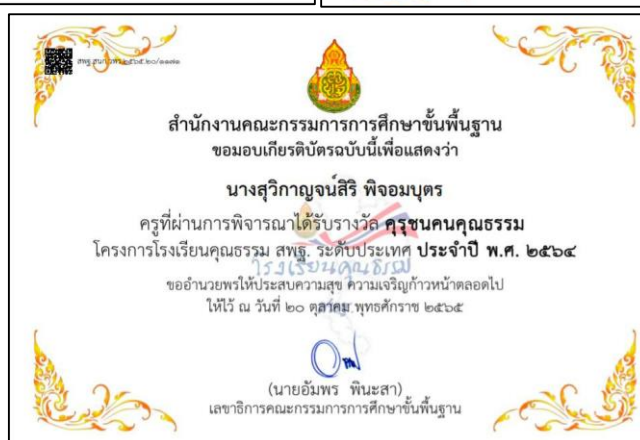 สำนักงานคณะกรรมการการศึกษาขั้นพื้นฐาน
ขอมอบเกียรติบัตรฉบับนี้เพื่อแสดงว่า
นางสุวิกาญจน์สิริ พิจอมบุตร
ครูที่ผ่านการพิจารณาได้รับรางวัล คุรุชนคนคุณธรรม
โครงการโรงเรียนคุณธรรม สพฐ. ระดับประเทศ ประจำปี พ.ศ. ๒๕๖๔
โรงเรียนคุณธรรม
ขออำนวยพรให้ประสบความสุข ความเจริญก้าวหน้าตลอดไป
ให้ไว้ ณ วันที่ ๒๐ ตุลาคม พุทธศักราช ๒๕๖๕
(นายอัมพร พินะสา)
เลขาธิการคณะกรรมการการศึกษาขั้นพื้นฐาน